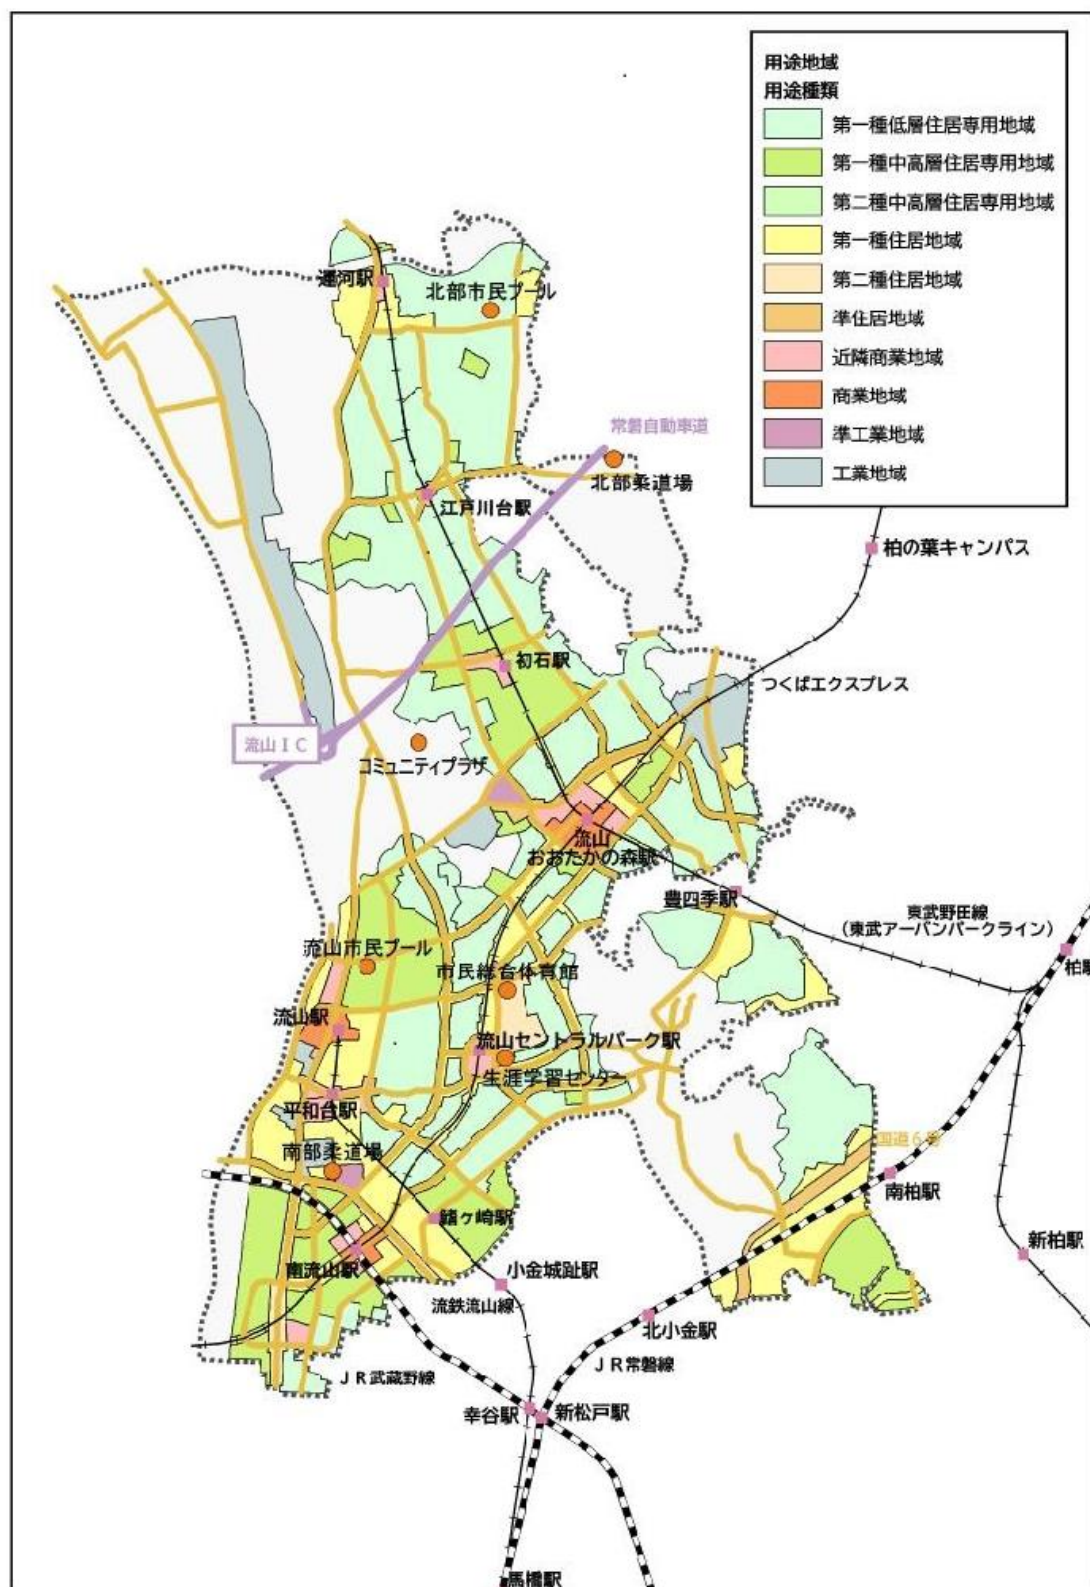 用途地域
用途種類
第一種低層住居専用地域
第一種中高層住居専用地域
第二種中高層住居専用地域
第一種住居地域
第二種住居地域
準住居地域
近隣商業地域
商業地域
準工業地域
工業地域
運河駅
北部市民プール
常磐自動車道
北部柔道場
江戸川台駅
柏の葉キャンパス
初石駅
つくばエクスプレス
流山IC
コミュニティプラザ
流山
おおたかの森駅
豊四季駅
東武野田線
(東武アーバンパークライン)
柏駅
流山市民プール
市民総合体育館
流山駅
流山セントラルパーク駅
生涯学習センター
平和台駅
国道6号
南部柔道場
南柏駅
鰭ヶ崎駅
新柏駅
南流山駅
小金城趾駅
流鉄流山線
北小金駅
JR常磐線
JR武蔵野線
幸谷駅
新松戸駅
馬橋駅